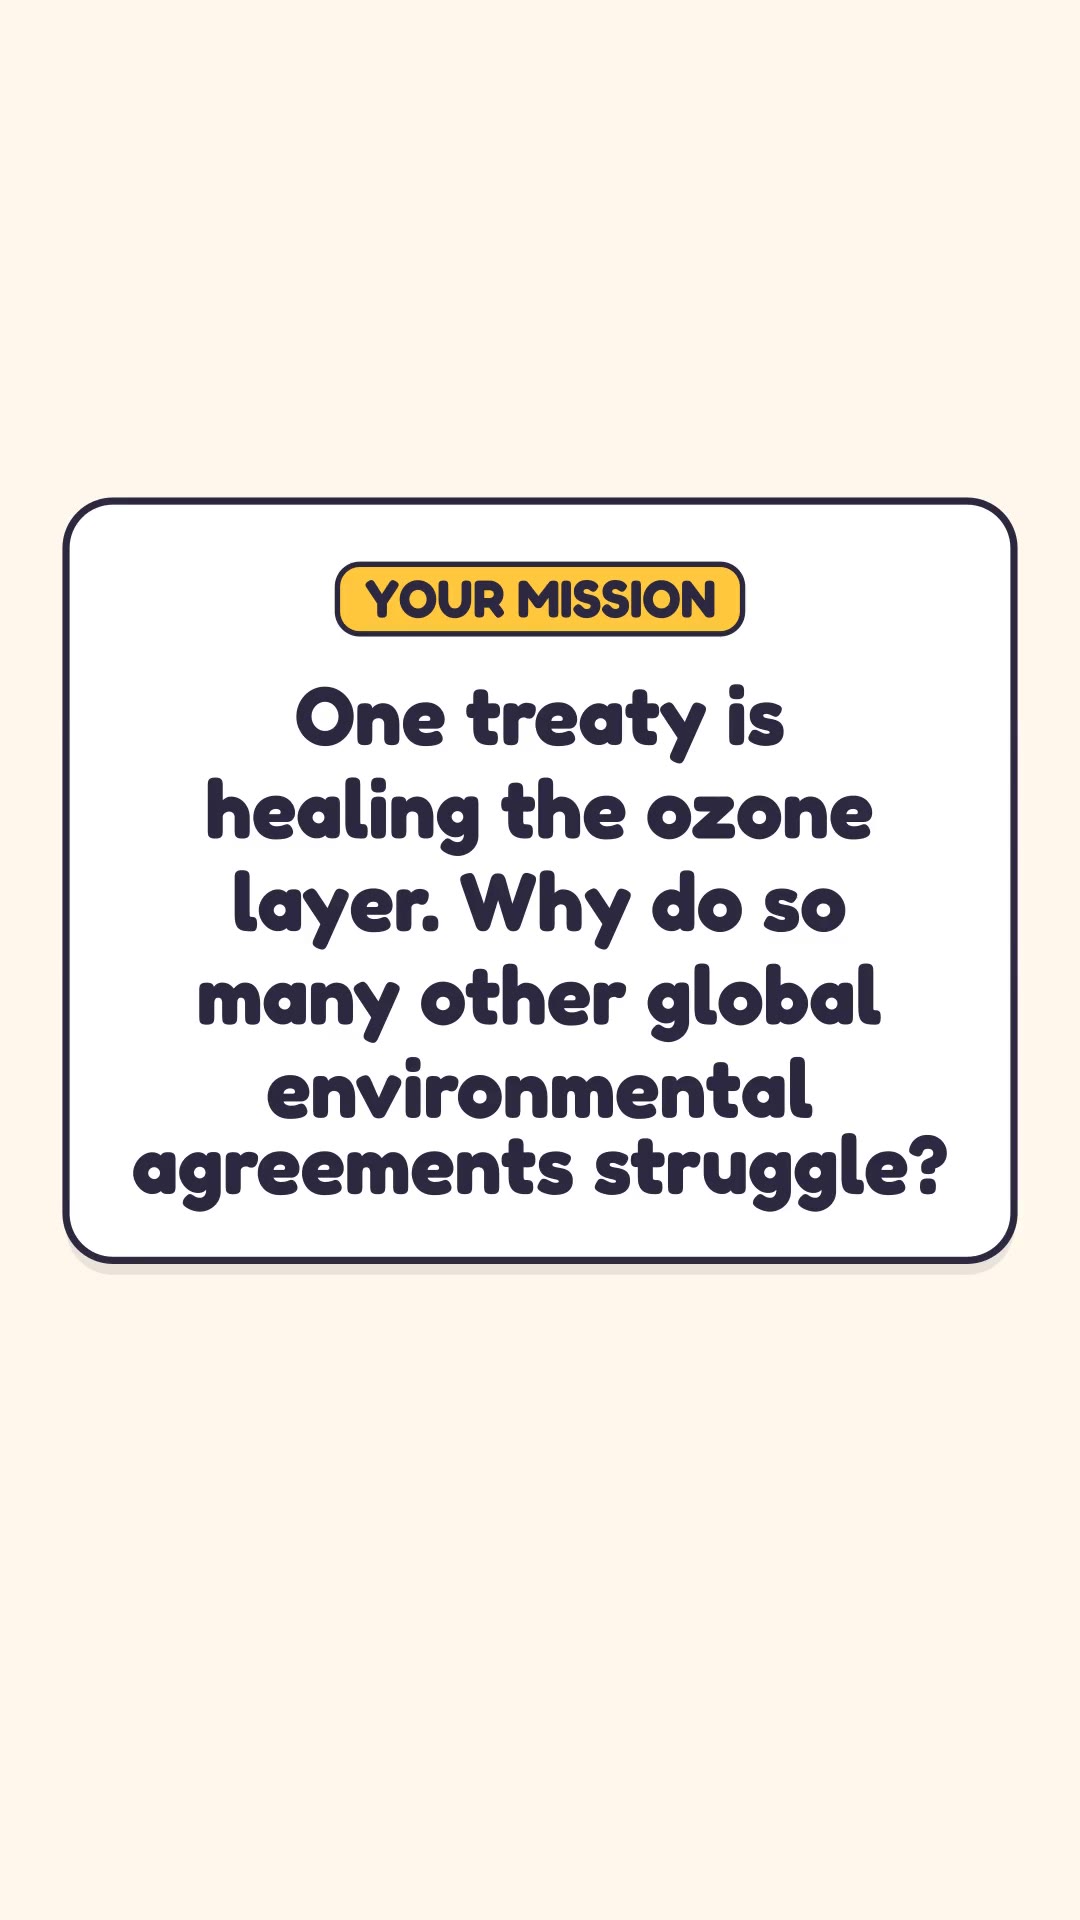 YOUR MISSION
One treaty is
healing the ozone
layer. Why do so
many other global
environmental
agreements struggle?